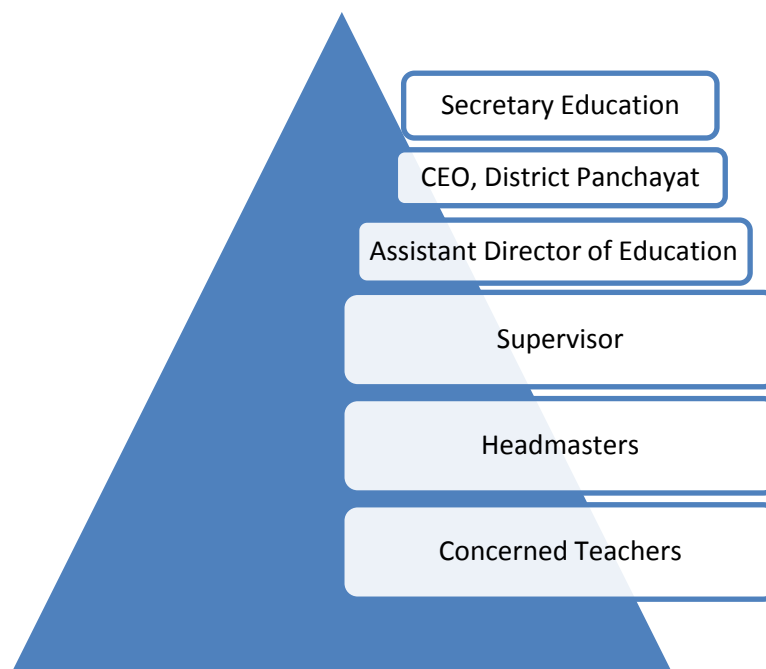 Secretary Education
CEO, District Panchayat
Assistant Director of Education
Supervisor
Headmasters
Concerned Teachers